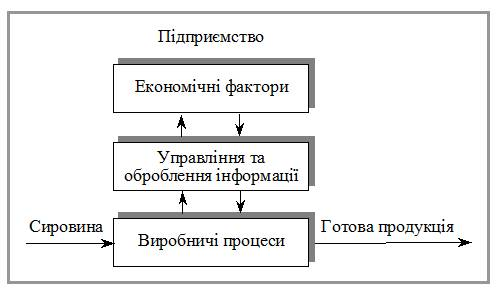 Підприємство
Економічні фактори
Управління та
оброблення інформації
Сировина
Виробничі процеси
Готова продукція